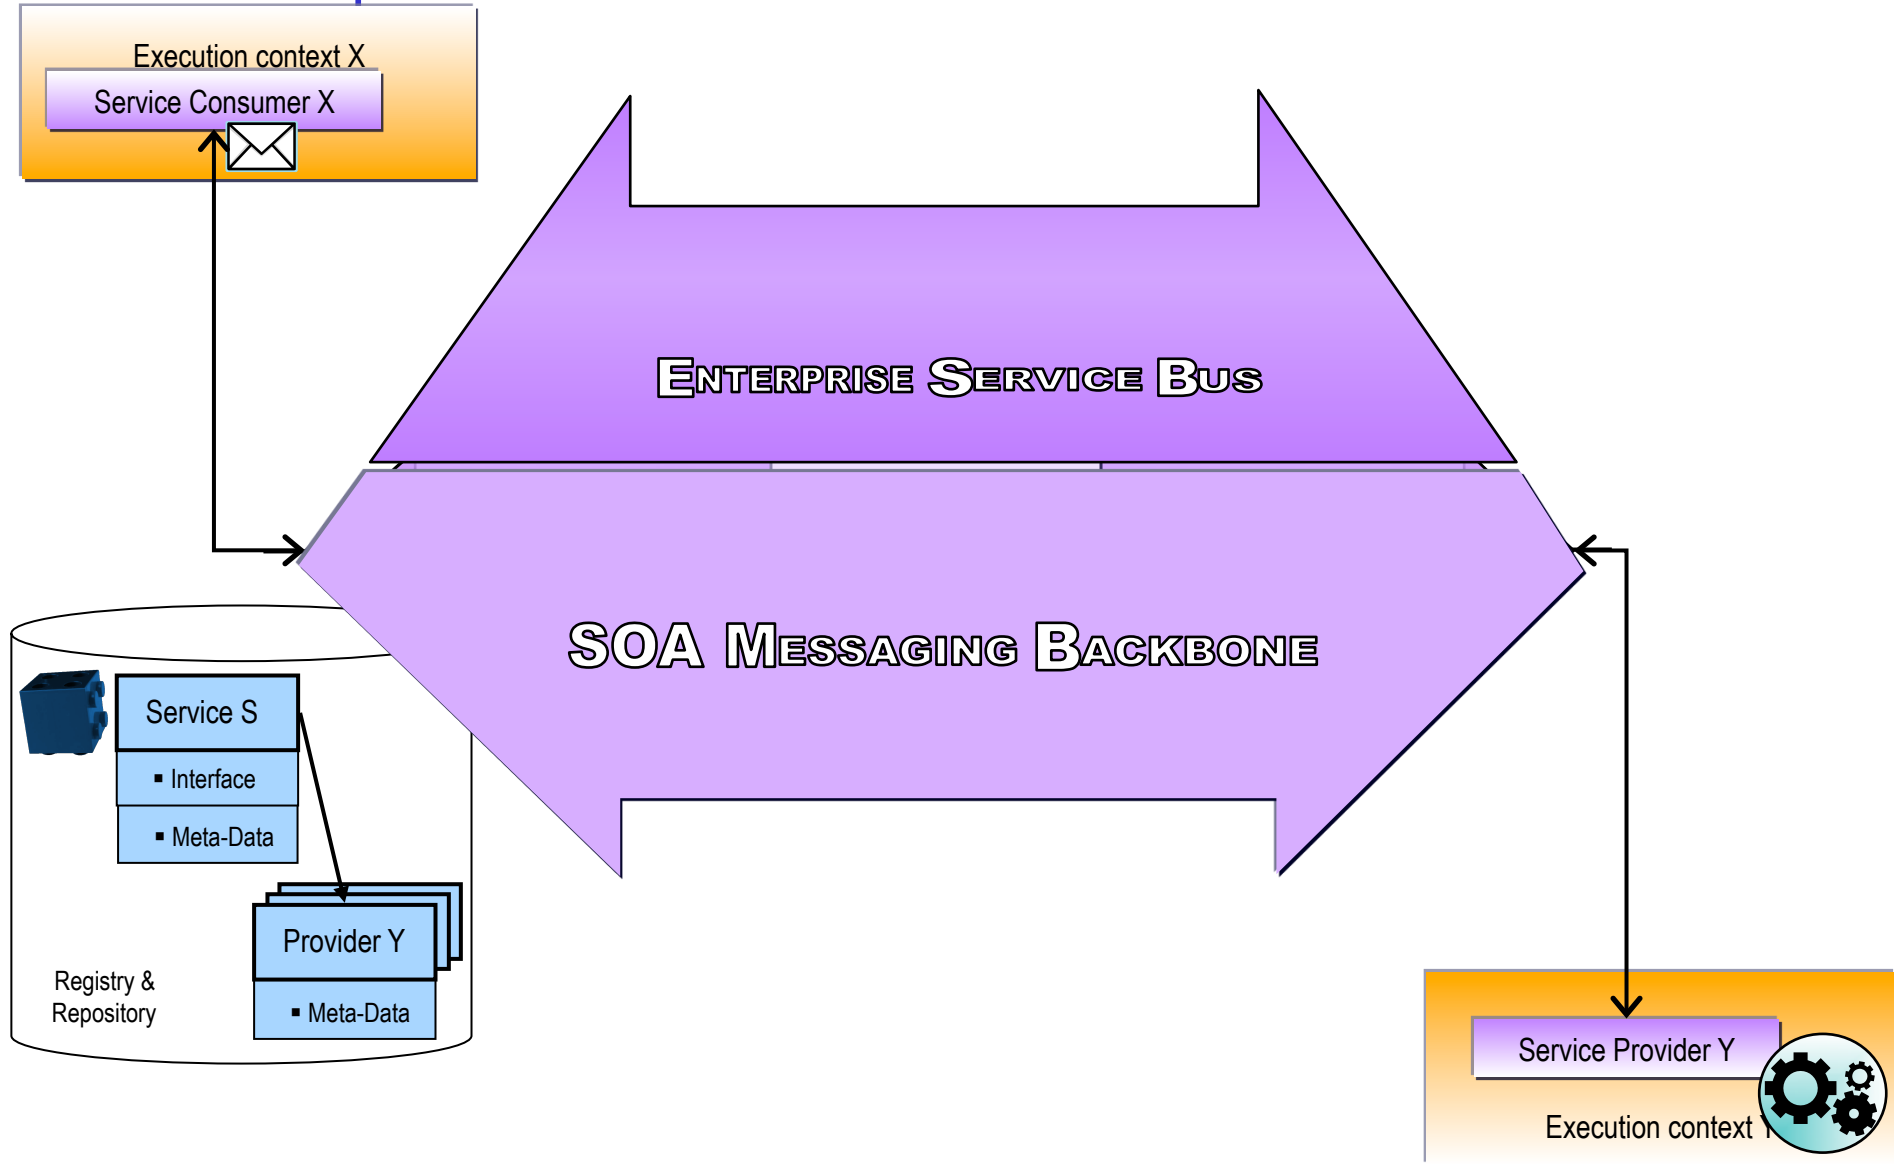 Execution context X
Service Consumer X
ENTERPRISE SERVICE BUS
SOA MESSAGING BACKBONE
Service S
▪ Interface
▪ Meta-Data
Provider Y
▪ Meta-Data
Registry &
Repository
Service Provider Y
Execution context Y